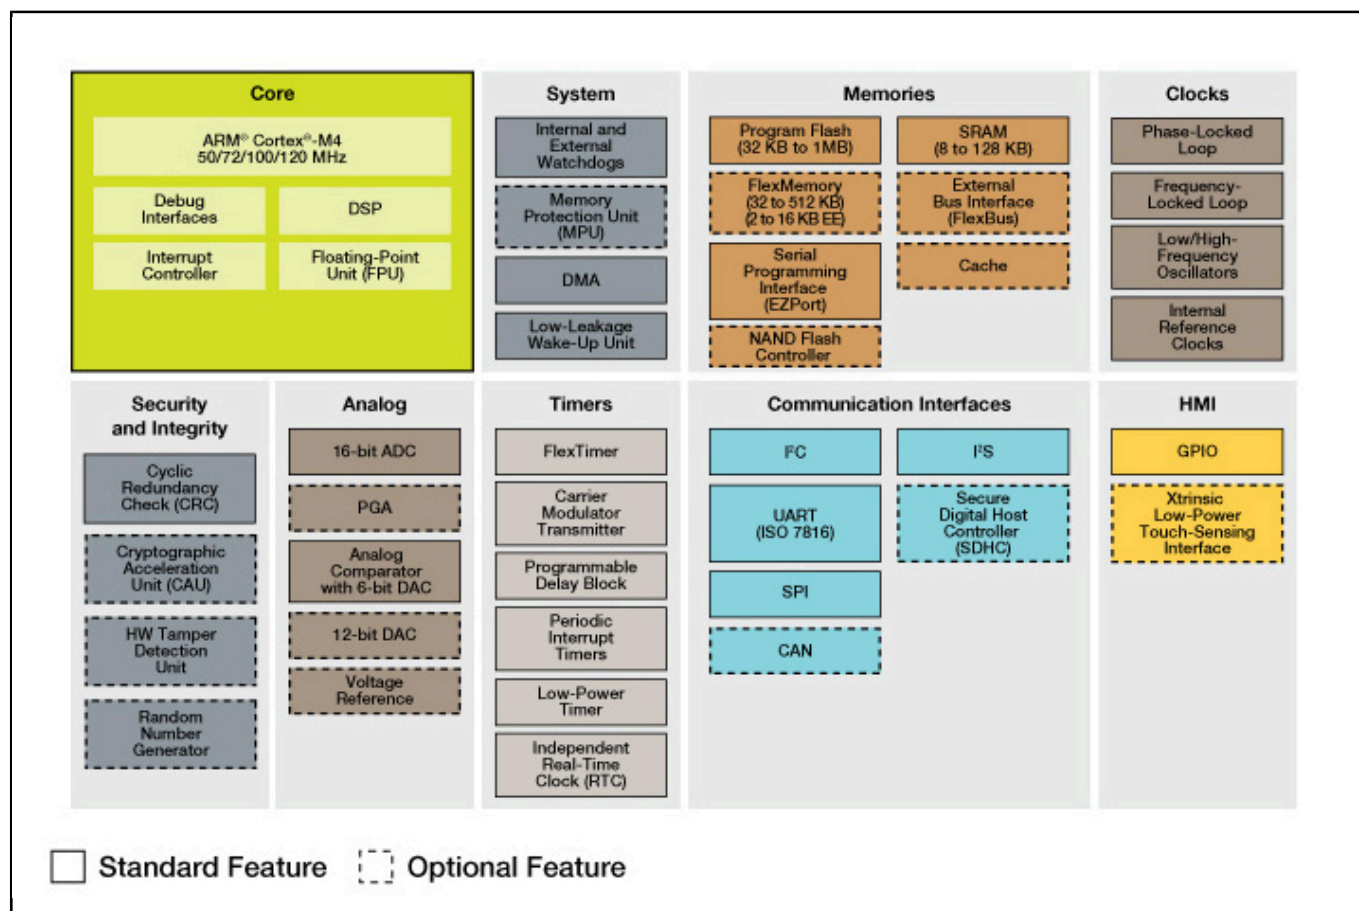 Core
ARM® Cortex®-M4
50/72/100/120 MHz
Debug
Interfaces
DSP
Interrupt
Controller
Floating-Point
Unit (FPU)
System
Internal and
External
Watchdogs
Memory
Protection Unit
(MPU)
DMA
Low-Leakage
Wake-Up Unit
Memories
Program Flash
(32 KB to 1MB)
SRAM
(8 to 128 KB)
FlexMemory
(32 to 512 KB)
(2 to 16 KB EE)
External
Bus Interface
(FlexBus)
Serial
Programming
Interface
(EZPort)
Cache
NAND Flash
Controller
Clocks
Phase-Locked
Loop
Frequency-
Locked Loop
Low/High-
Frequency
Oscillators
Internal
Reference
Clocks
Security
and Integrity
Cyclic
Redundancy
Check (CRC)
Cryptographic
Acceleration
Unit (CAU)
HW Tamper
Detection
Unit
Random
Number
Generator
Analog
16-bit ADC
PGA
Analog
Comparator
with 6-bit DAC
12-bit DAC
Voltage
Reference
Timers
FlexTimer
Carrier
Modulator
Transmitter
Programmable
Delay Block
Periodic
Interrupt
Timers
Low-Power
Timer
Independent
Real-Time
Clock (RTC)
Communication Interfaces
I²C
I²S
UART
(ISO 7816)
Secure
Digital Host
Controller
(SDHC)
SPI
CAN
HMI
GPIO
Xtrinsic
Low-Power
Touch-Sensing
Interface
Standard Feature
Optional Feature